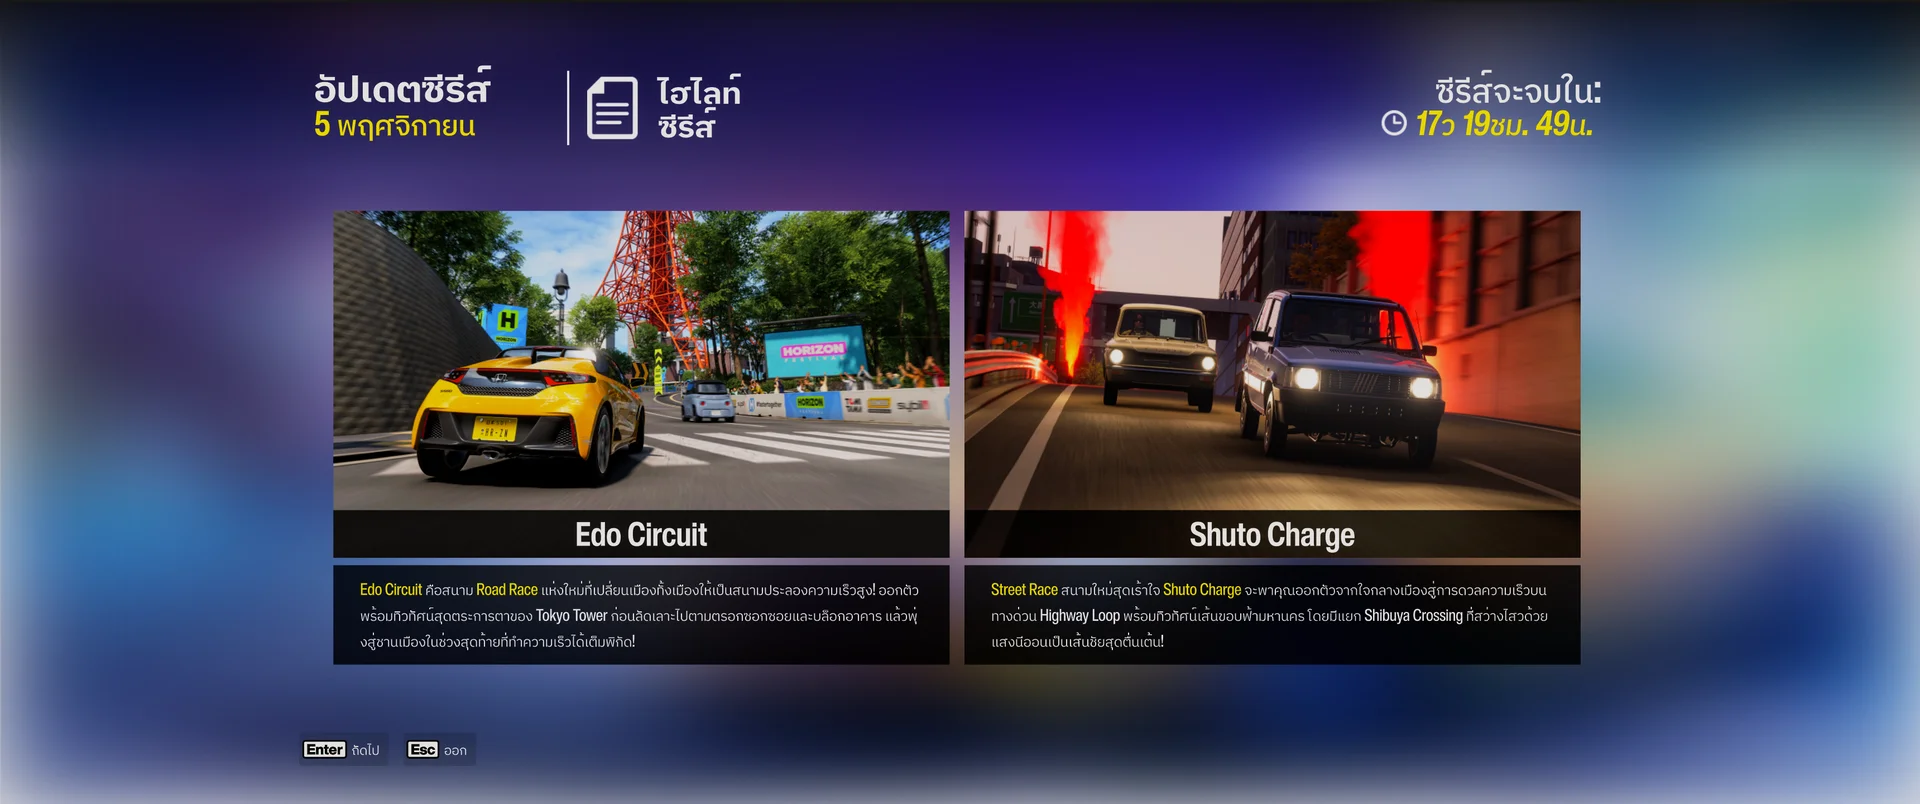 อัปเดตซีรีส์
5 พฤศจิกายน
ไฮไลท์
ซีรีส์
ซีรีส์จะจบใน:
17ว 19ชม. 49น.
H
HORIZON
HORIZON
FESTIVAL
HORIZON
HR-ZN
Edo Circuit
Shuto Charge
Edo Circuit คือสนาม Road Race แห่งใหม่ที่เปลี่ยนเมืองทั้งเมืองให้เป็นสนามประลองความเร็วสูง! ออกตัว
พร้อมทิวทัศน์สุดตระการตาของ Tokyo Tower ก่อนลัดเลาะไปตามตรอกซอกซอยและบล็อกอาคาร แล้วพุ่
งสู่ชานเมืองในช่วงสุดท้ายที่ทำความเร็วได้เต็มพิกัด!
Street Race สนามใหม่สุดเร้าใจ Shuto Charge จะพาคุณออกตัวจากใจกลางเมืองสู่การดวลความเร็วบน
ทางด่วน Highway Loop พร้อมทิวทัศน์เส้นขอบฟ้ามหานคร โดยมีแยก Shibuya Crossing ที่สว่างไสวด้วย
แสงนีออนเป็นเส้นชัยสุดตื่นเต้น!
Enter ถัดไป
Esc ออก